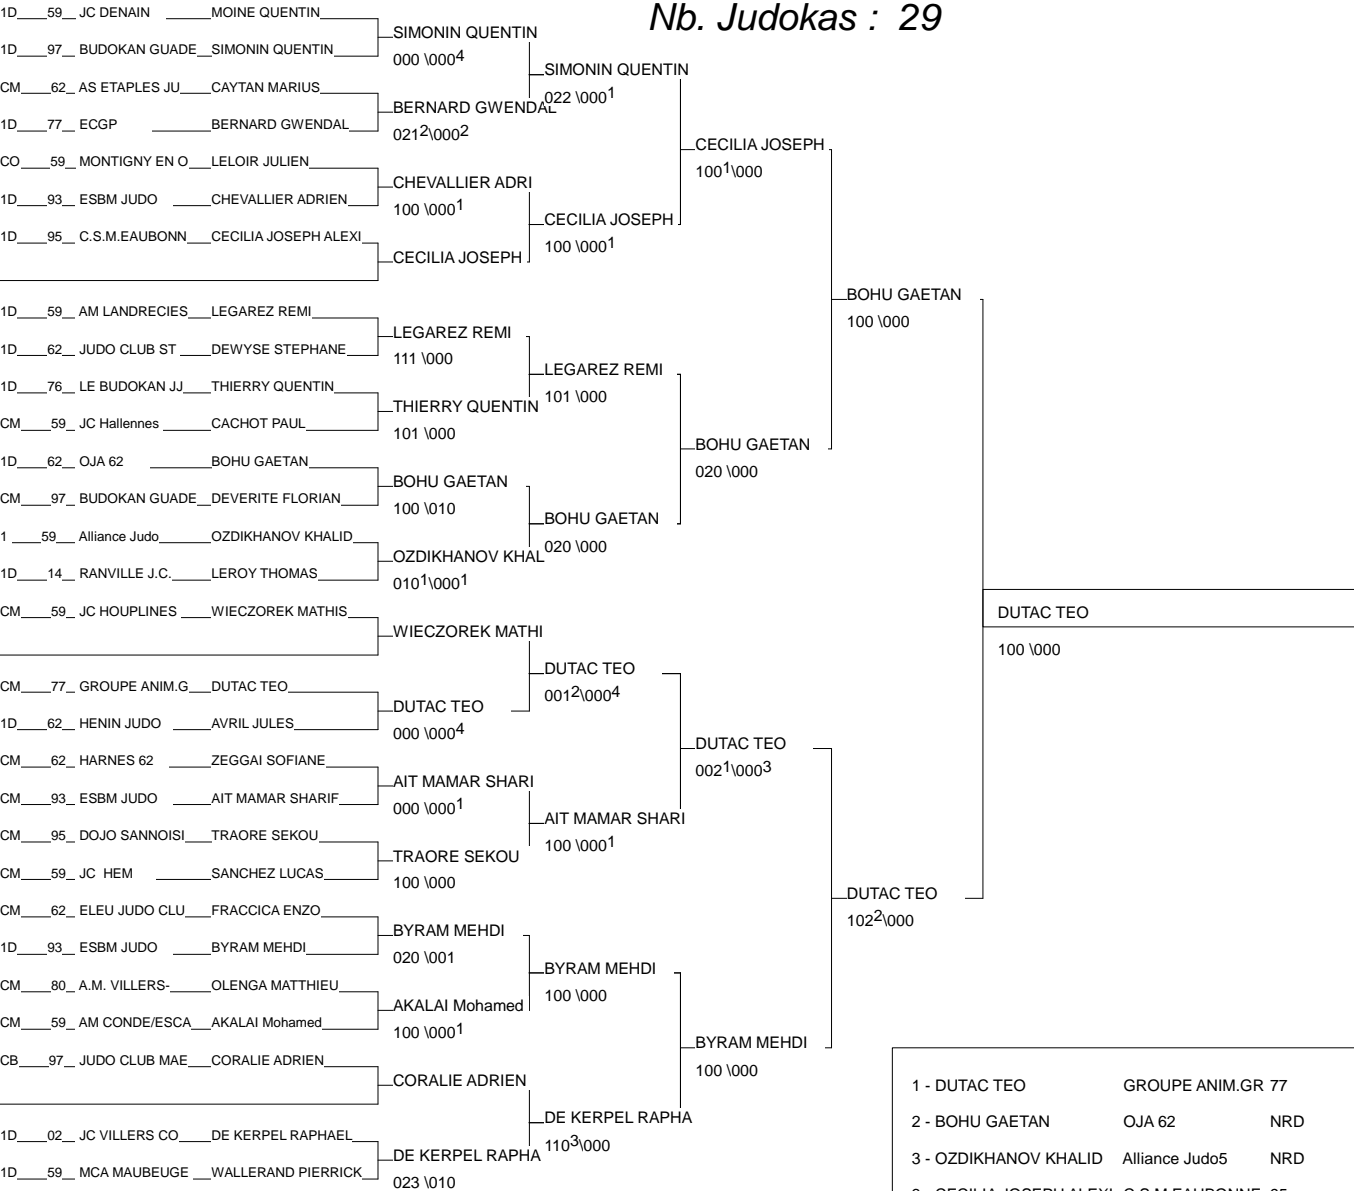 Nb. Judokas : 29
1D 59 JC DENAIN MOINE QUENTIN
1D 97 BUDOKAN GUADE SIMONIN QUENTIN
CM 62 AS ETAPLES JU CAYTAN MARIUS
1D 77 ECGP BERNARD GWENDAL
CO 59 MONTIGNY EN O LELOIR JULIEN
1D 93 ESBM JUDO CHEVALLIER ADRIEN
1D 95 C.S.M.EAUBONN CECILIA JOSEPH ALEXI
1D 59 AM LANDRECIES LEGAREZ REMI
1D 62 JUDO CLUB ST DEWYSE STEPHANE
1D 76 LE BUDOKAN JJ THIERRY QUENTIN
CM 59 JC Hallennes CACHOT PAUL
1D 62 OJA 62 BOHU GAETAN
CM 97 BUDOKAN GUADE DEVERITE FLORIAN
1 59 Alliance Judo OZDIKHANOV KHALID
1D 14 RANVILLE J.C. LEROY THOMAS
CM 59 JC HOUPLINES WIECZOREK MATHIS
CM 77 GROUPE ANIM.G DUTAC TEO
1D 62 HENIN JUDO AVRIL JULES
CM 62 HARNES 62 ZEGGAI SOFIANE
CM 93 ESBM JUDO AIT MAMAR SHARIF
CM 95 DOJO SANNOISI TRAORE SEKOU
CM 59 JC HEM SANCHEZ LUCAS
CM 62 ELEU JUDO CLU FRACCICA ENZO
1D 93 ESBM JUDO BYRAM MEHDI
CM 80 A.M. VILLERS- OLENGA MATTHIEU
CM 59 AM CONDE/ESCA AKALAI Mohamed
CB 97 JUDO CLUB MAE CORALIE ADRIEN
1D 02 JC VILLERS CO DE KERPEL RAPHAEL
1D 59 MCA MAUBEUGE WALLERAND PIERRICK
SIMONIN QUENTIN
000 \0004
BERNARD GWENDAL
0212\0002
CHEVALLIER ADRI
100 \0001
CECILIA JOSEPH
LEGAREZ REMI
111 \000
THIERRY QUENTIN
101 \000
BOHU GAETAN
100 \010
OZDIKHANOV KHAL
0101\0001
WIECZOREK MATHI
DUTAC TEO
000 \0004
AIT MAMAR SHARI
000 \0001
TRAORE SEKOU
100 \000
BYRAM MEHDI
020 \001
AKALAI Mohamed
100 \0001
CORALIE ADRIEN
DE KERPEL RAPHA
023 \010
SIMONIN QUENTIN
022 \0001
CECILIA JOSEPH
100 \0001
LEGAREZ REMI
101 \000
BOHU GAETAN
020 \000
DUTAC TEO
0012\0004
AIT MAMAR SHARI
100 \0001
BYRAM MEHDI
100 \000
DE KERPEL RAPHA
1103\000
CECILIA JOSEPH
1001\000
BOHU GAETAN
020 \000
DUTAC TEO
0021\0003
BYRAM MEHDI
100 \000
BOHU GAETAN
100 \000
DUTAC TEO
1022\000
DUTAC TEO
100 \000
1 - DUTAC TEO GROUPE ANIM.GR 77
2 - BOHU GAETAN OJA 62 NRD
3 - OZDIKHANOV KHALID Alliance Judo5 NRD